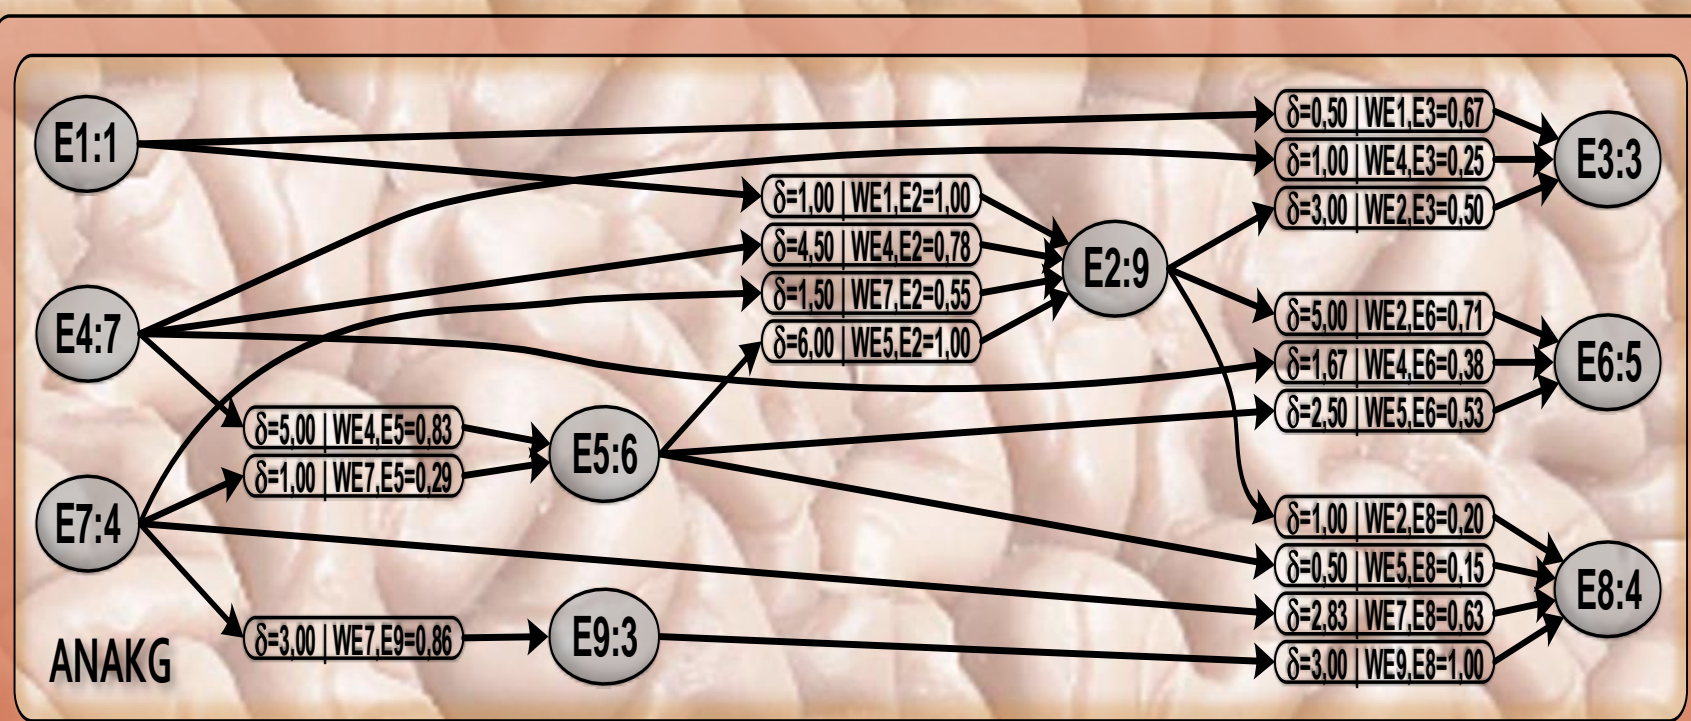 E1:1
E4:7
E7:4
ANAKG
δ=5,00 | WE4,E5=0,83
δ=1,00 | WE7,E5=0,29
δ=3,00 | WE7,E9=0,86
E5:6
E9:3
δ=1,00 | WE1,E2=1,00
δ=4,50 | WE4,E2=0,78
δ=1,50 | WE7,E2=0,55
δ=6,00 | WE5,E2=1,00
E2:9
δ=0,50 | WE1,E3=0,67
δ=1,00 | WE4,E3=0,25
δ=3,00 | WE2,E3=0,50
E3:3
δ=5,00 | WE2,E6=0,71
δ=1,67 | WE4,E6=0,38
δ=2,50 | WE5,E6=0,53
E6:5
δ=1,00 | WE2,E8=0,20
δ=0,50 | WE5,E8=0,15
δ=2,83 | WE7,E8=0,63
δ=3,00 | WE9,E8=1,00
E8:4